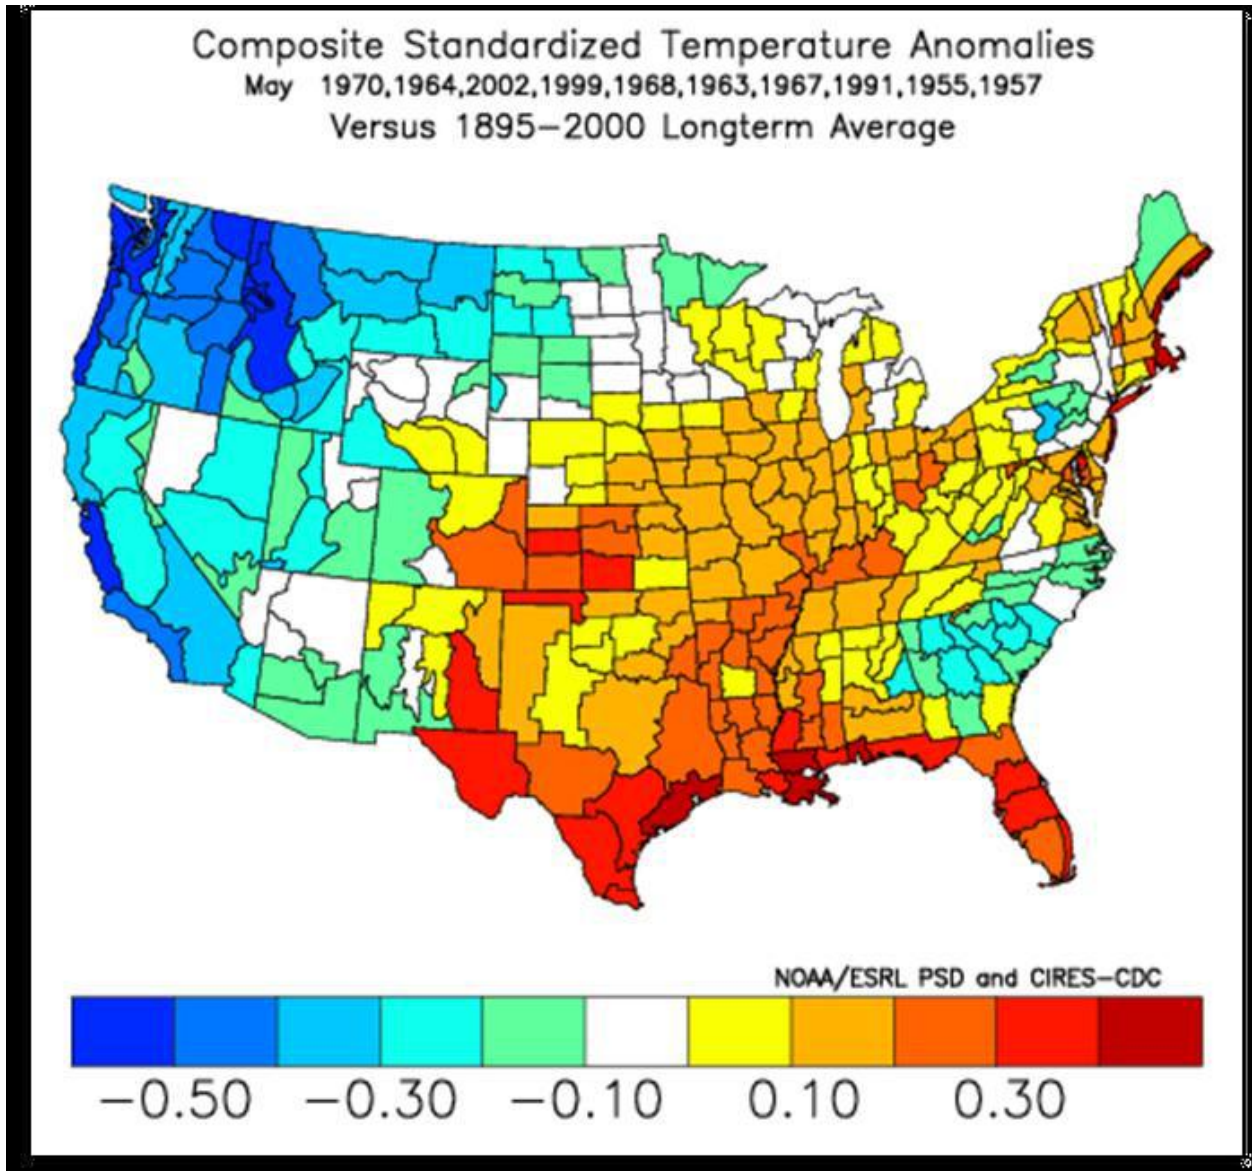 Composite Standardized Temperature Anomalies
May 1970,1964,2002,1999,1968,1963,1967,1991,1955,1957
Versus 1895-2000 Longterm Average
NOAA/ESRL PSD and CIRES-CDC
-0.50 -0.30 -0.10 0.10 0.30